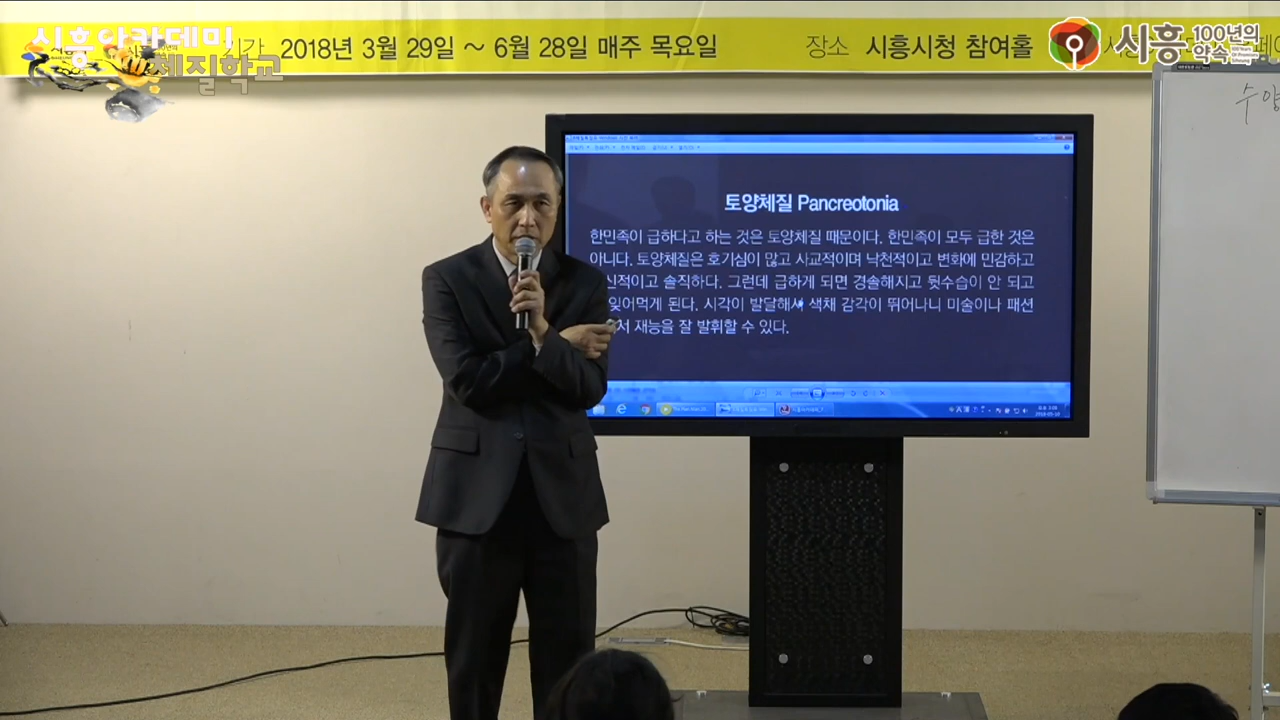 시흥아카데미
체질학교
기간 2018년 3월 29일 ~ 6월 28일 매주 목요일
장소 시흥시청 참여홀
시흥 100년의
약속
토양체질 Pancreotonia
한민족이 급하다고 하는 것은 토양체질 때문이다. 한민족이 모두 급한 것은
아니다. 토양체질은 호기심이 많고 사교적이며 낙천적이고 변화에 민감하고
신적이고 솔직하다. 그런데 급하게 되면 경솔해지고 뒷수습이 안 되고
잊어먹게 된다. 시각이 발달해서 색채 감각이 뛰어나니 미술이나 패션
서 재능을 잘 발휘할 수 있다.
수양